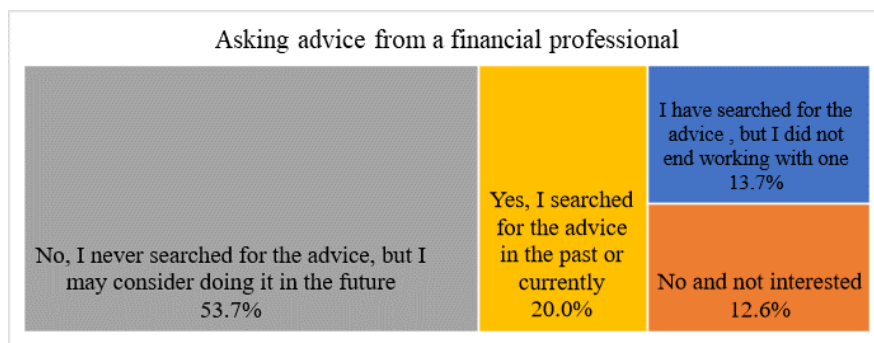 Asking advice from a financial professional
No, I never searched for the advice, but I
may consider doing it in the future
53.7%
Yes, I searched
for the advice
in the past or
currently
20.0%
I have searched for the
advice , but I did not
end working with one
13.7%
No and not interested
12.6%